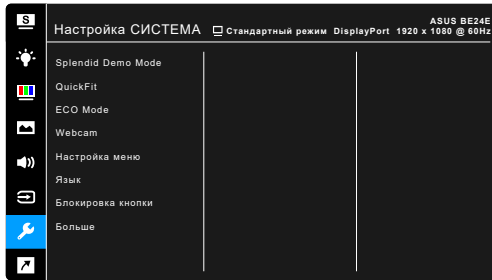 S
ASUS BE24E
Настройка СИСТЕМА Стандартный режим DisplayPort 1920 x 1080 @ 60Hz
Splendid Demo Mode
QuickFit
ECO Mode
Webcam
Настройка меню
Язык
Блокировка кнопки
Больше